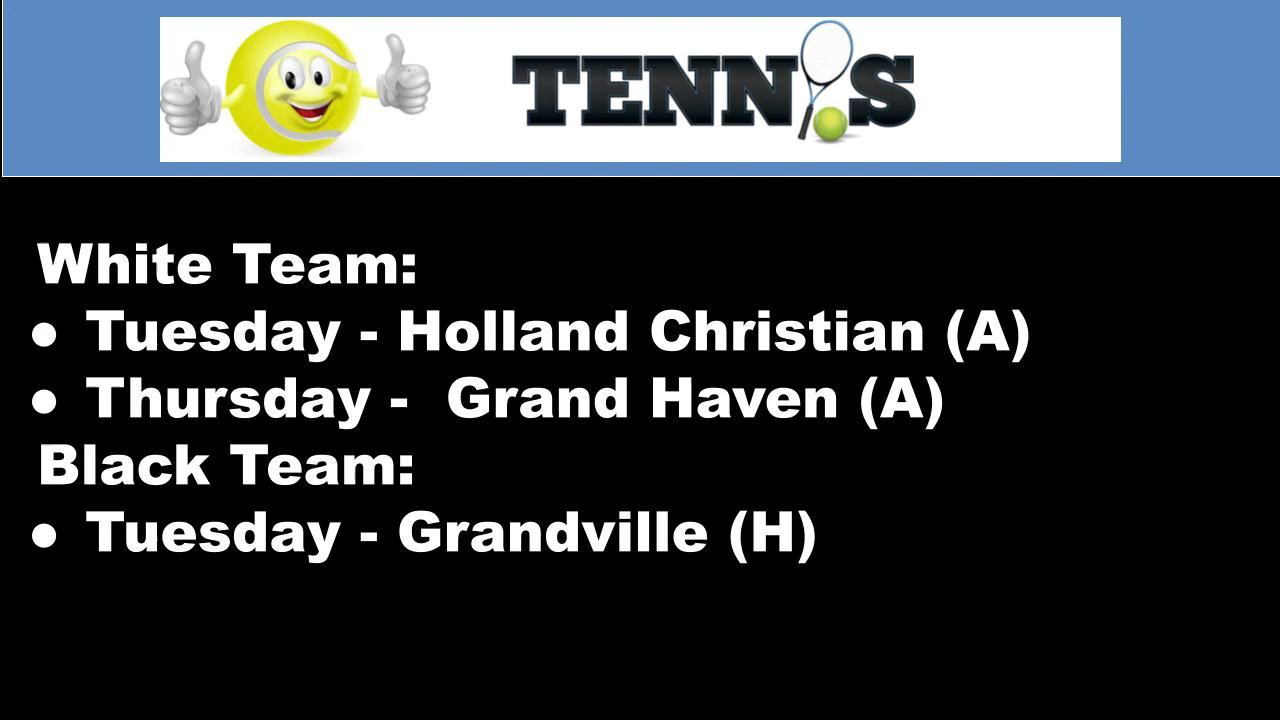 TENNIS
White Team:
● Tuesday - Holland Christian (A)
● Thursday -  Grand Haven (A)
Black Team:
● Tuesday - Grandville (H)